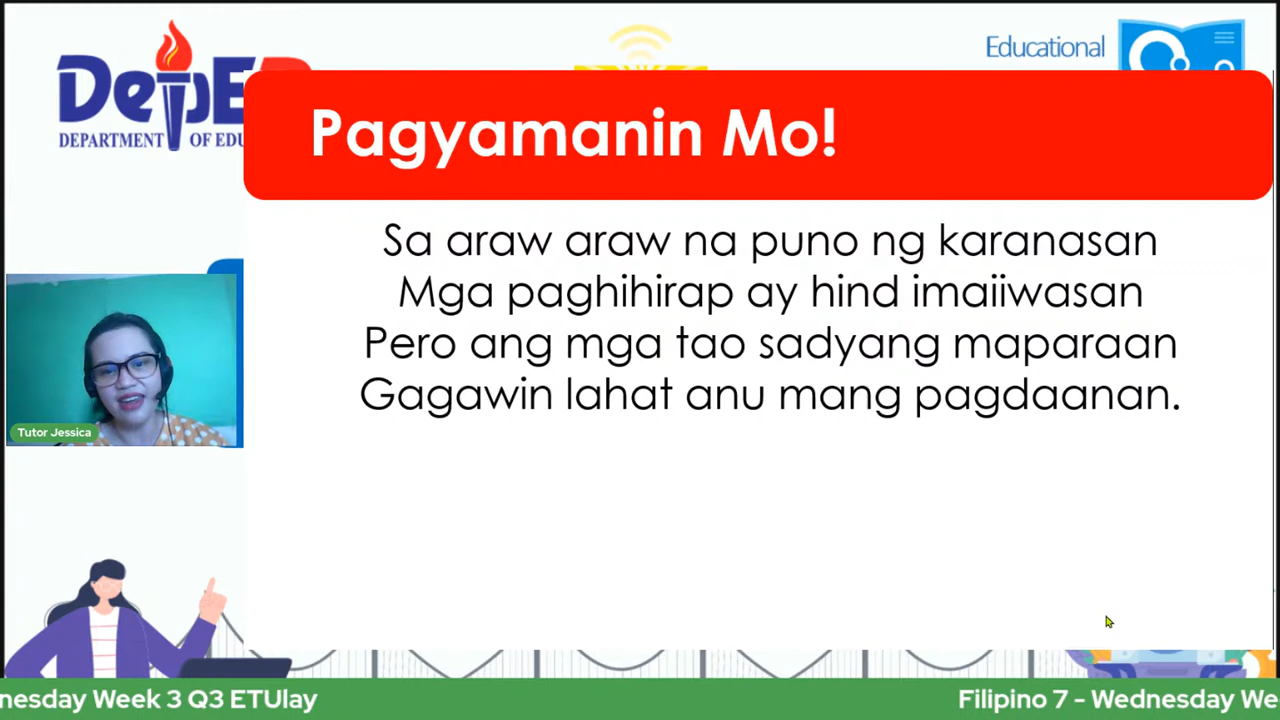 DepE
DEPARTMENT OF EDU
Educational
Pagyamanin Mo!
Sa araw araw na puno ng karanasan
Mga paghihirap ay hind imaiiwasan
Pero ang mga tao sadyang maparaan
Gagawin lahat anu mang pagdaanan.
Tutor Jessica
nesday Week 3 Q3 ETUlay
Filipino 7 - Wednesday We